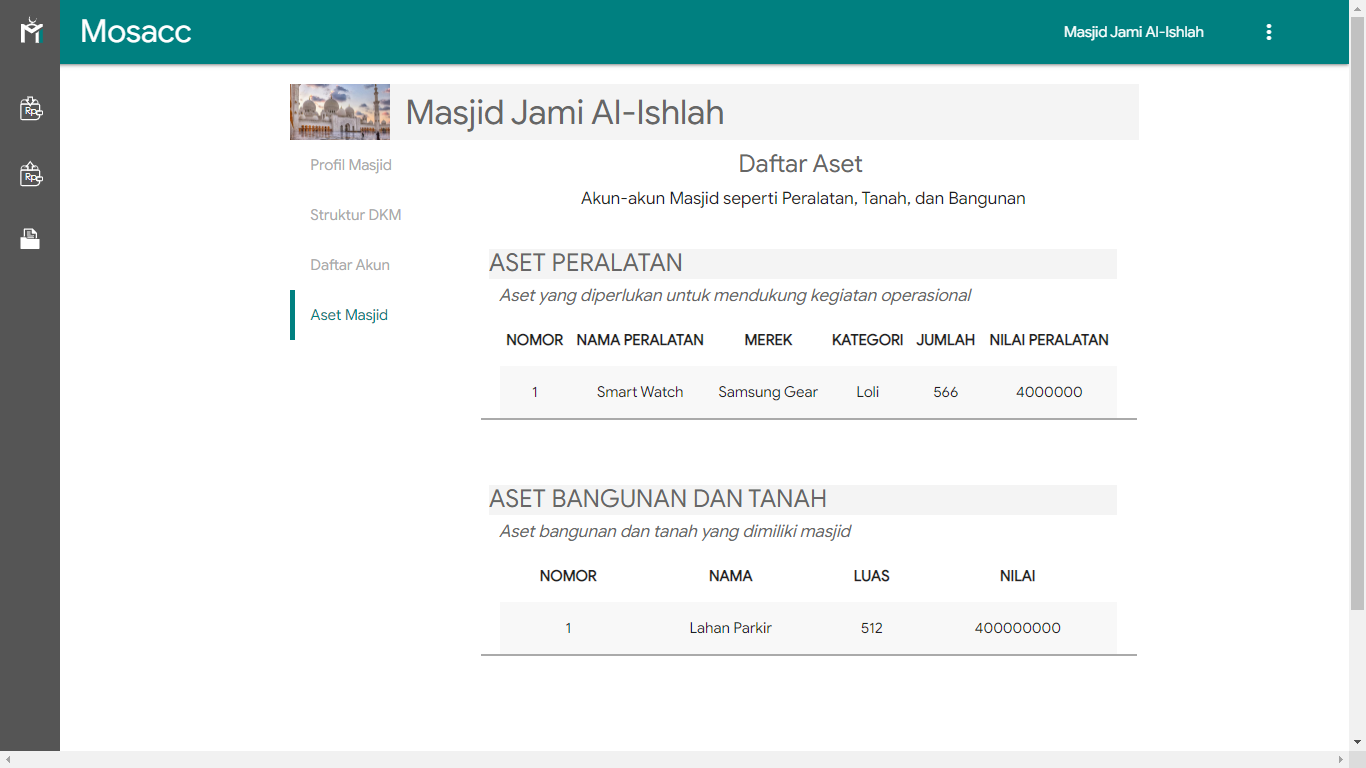 Mosacc
Masjid Jami Al-Ishlah
Rp
Rp
Masjid Jami Al-Ishlah
Profil Masjid
Struktur DKM
Daftar Akun
Aset Masjid
Daftar Aset
Akun-akun Masjid seperti Peralatan, Tanah, dan Bangunan
ASET PERALATAN
Aset yang diperlukan untuk mendukung kegiatan operasional
NOMOR NAMA PERALATAN MEREK KATEGORI JUMLAH NILAI PERALATAN
1 Smart Watch Samsung Gear Loli 566 4000000
ASET BANGUNAN DAN TANAH
Aset bangunan dan tanah yang dimiliki masjid
NOMOR NAMA LUAS NILAI
1 Lahan Parkir 512 400000000